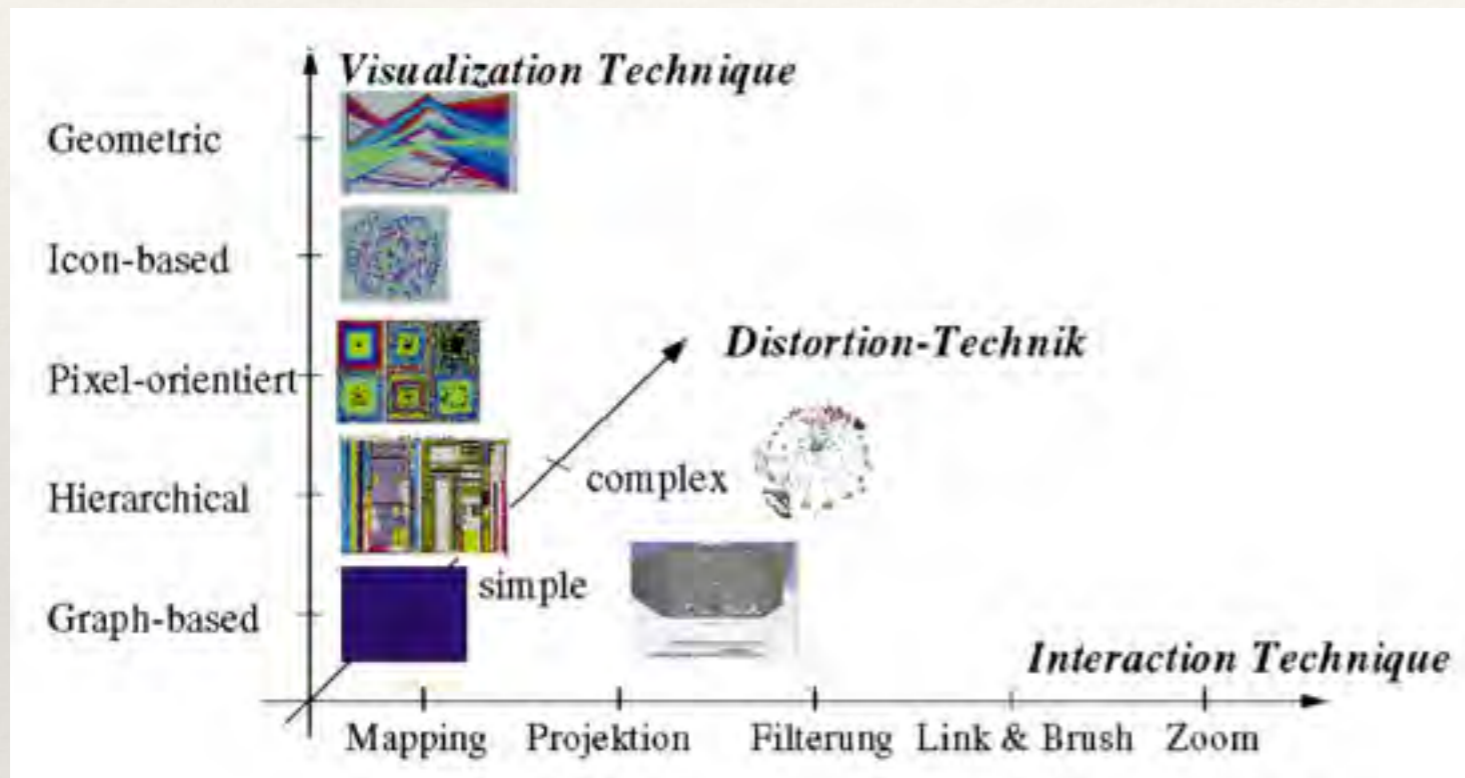 Visualization Technique
Geometric
Icon-based
Pixel-orientiert
Distortion-Technik
Hierarchical
complex
simple
Graph-based
Interaction Technique
Mapping Projektion Filterung Link & Brush Zoom